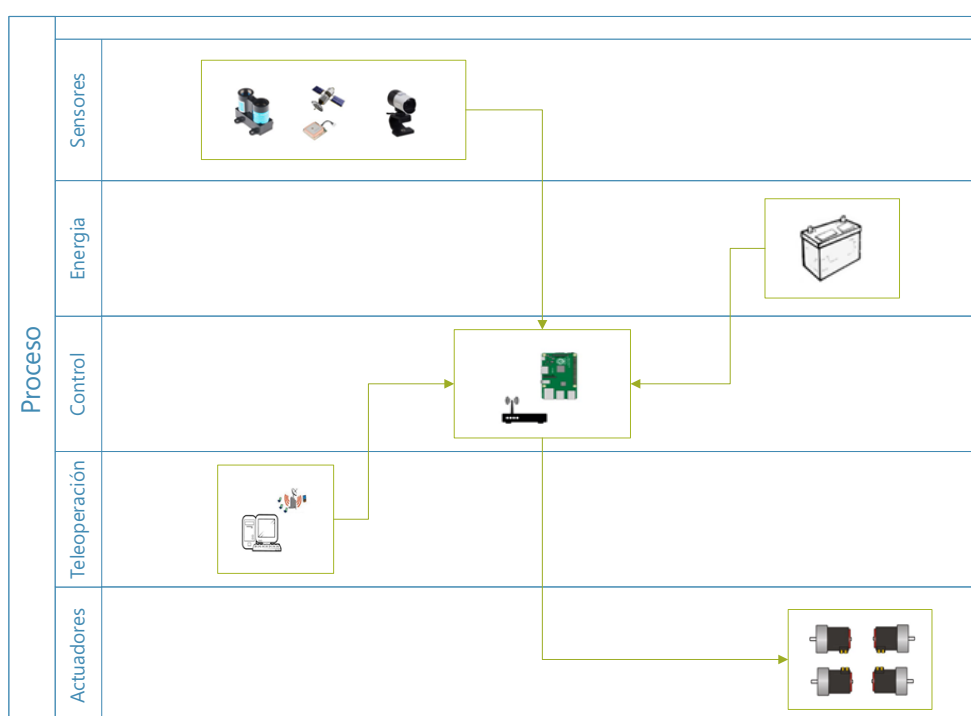 Proceso
Sensores
Energia
Control
Teleoperación
Actuadores